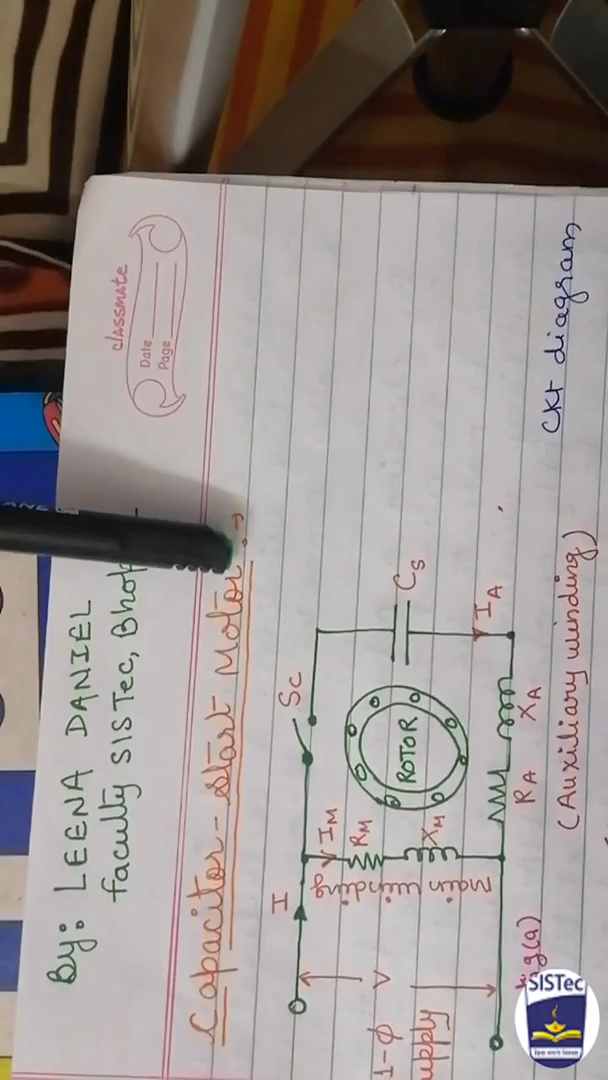 By: LEENA DANIEL
faculty SISTec, Bhop
classmate
Date
Page
Capacitor - Start Motor :→
I
Sc
IM
RM
XM
Main Winding
ROTOR
Cs
IA
1-φ V
upply
RA XA
(Auxiliary winding)
Ckt diagram
fig(a)
SISTec